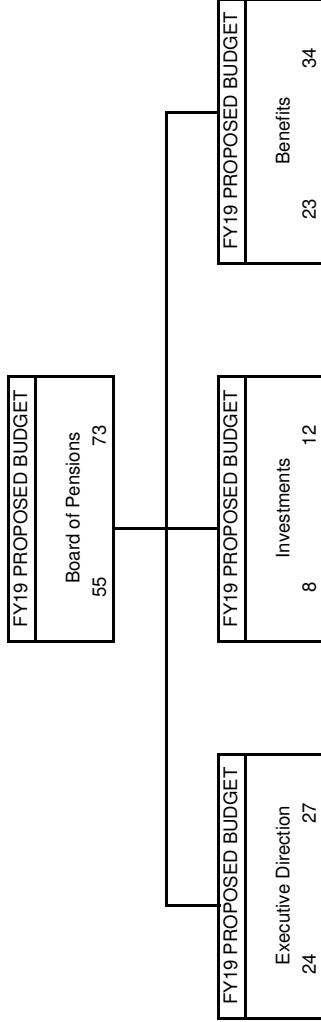 FY19 PROPOSED BUDGET
Board of Pensions
55 73
FY19 PROPOSED BUDGET
Executive Direction
24 27
FY19 PROPOSED BUDGET
Investments
8 12
FY19 PROPOSED BUDGET
Benefits
23 34